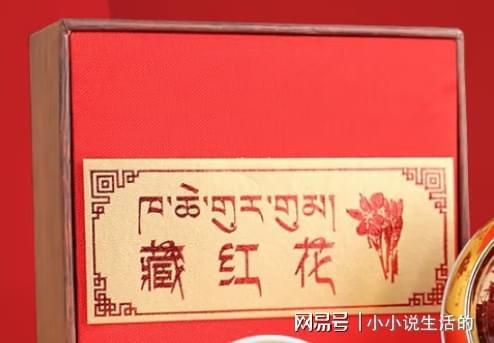 ཁ་ཆེ་གུར་གུམ།
藏红花
网易号 | 小小说生活的